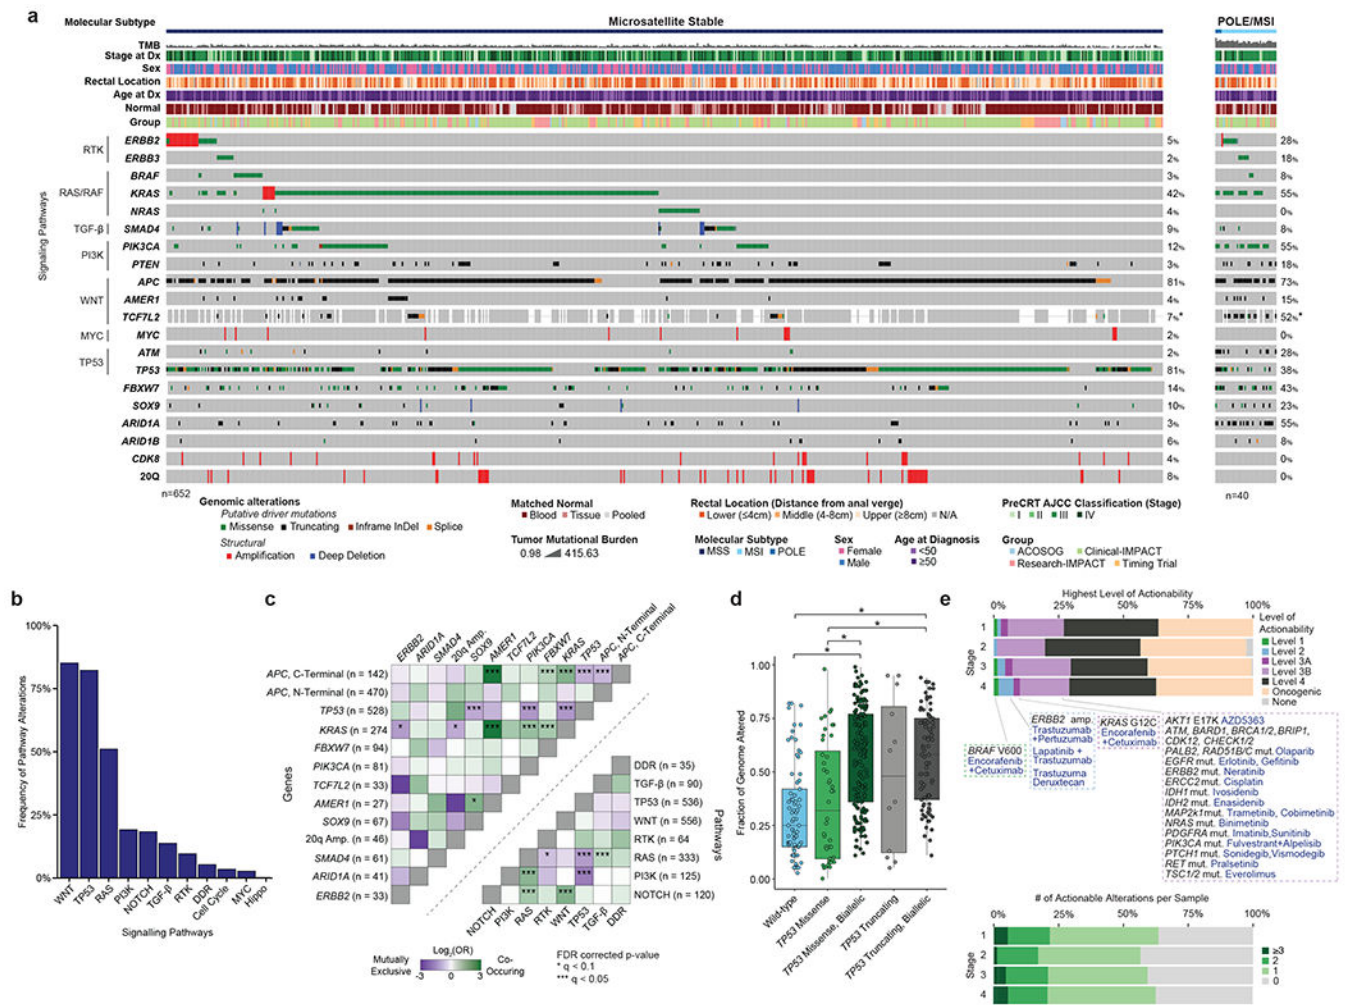 a
Molecular Subtype
Microsatellite Stable
POLE/MSI
TMB
Stage at Dx
Sex
Rectal Location
Age at Dx
Normal
Group
Signaling Pathways
RTK
ERBB2 5% 28%
ERBB3 2% 18%
RAS/RAF
BRAF 3% 8%
KRAS 42% 55%
NRAS 4% 0%
TGF-β
SMAD4 9% 8%
PI3K
PIK3CA 12% 55%
PTEN 3% 18%
WNT
APC 81% 73%
AMER1 4% 15%
TCF7L2 7%* 52%*
MYC
MYC 2% 0%
TP53
ATM 2% 28%
TP53 81% 38%
FBXW7 14% 43%
SOX9 10% 23%
ARID1A 3% 55%
ARID1B 6% 8%
CDK8 4% 0%
20Q 8% 0%
n=652
n=40
Genomic alterations
Putative driver mutations
Missense Truncating Inframe InDel Splice
Structural
Amplification Deep Deletion
Matched Normal
Blood Tissue Pooled
Tumor Mutational Burden
0.98 415.63
Rectal Location (Distance from anal verge)
Lower (≤4cm) Middle (4-8cm) Upper (≥8cm) N/A
Molecular Subtype
MSS MSI POLE
Sex
Female
Male
Age at Diagnosis
<50
≥50
PreCRT AJCC Classification (Stage)
I II III IV
Group
ACOSOG Clinical-IMPACT
Research-IMPACT Timing Trial
b
Frequency of Pathway Alterations
100%
75%
50%
25%
0%
WNT
TP53
RAS
PI3K
NOTCH
TGF-β
RTK
DDR
Cell Cycle
MYC
Hippo
Signalling Pathways
c
ERBB2
ARID1A
SMAD4
20q Amp.
SOX9
AMER1
TCF7L2
PIK3CA
FBXW7
KRAS
TP53
APC, N-Terminal
APC, C-Terminal
Genes
APC, C-Terminal (n = 142) *** *** *** *** ***
APC, N-Terminal (n = 470)
TP53 (n = 528) *** *** ***
KRAS (n = 274 * * *** *** ***
FBXW7 (n = 94)
PIK3CA (n = 81)
TCF7L2 (n = 33)
AMER1 (n = 27) *
SOX9 (n = 67)
20q Amp. (n = 46)
SMAD4 (n = 61)
ARID1A (n = 41)
ERBB2 (n = 33)
DDR (n = 35)
TGF-β (n = 90)
TP53 (n = 536)
WNT (n = 556)
RTK (n = 64
* *** *** RAS (n = 333)
*** *** PI3K (n = 125)
*** *** NOTCH (n = 120)
Pathways
NOTCH
PI3K
RAS
RTK
WNT
TP53
TGF-β
DDR
Log2(OR)
Mutually Exclusive
-3 0 3
Co-Occuring
FDR corrected p-value
* q < 0.1
*** q < 0.05
d
*
*
*
*
Fraction of Genome Altered
1.00
0.75
0.50
0.25
0.00
Wild-type
TP53 Missense
TP53 Missense, Biallelic
TP53 Truncating
TP53 Truncating, Biallelic
e
Highest Level of Actionability
0% 25% 50% 75% 100%
Stage
1
2
3
4
Level of Actionability
Level 1
Level 2
Level 3A
Level 3B
Level 4
Oncogenic
None
BRAF V600
Encorafenib
+Cetuximab
ERBB2 amp.
Trastuzumab
+Pertuzumab
Lapatinib +
Trastuzumab
Trastuzuma
Deruxtecan
KRAS G12C
Encorafenib
+Cetuximab
AKT1 E17K AZD5363
ATM, BARD1, BRCA1/2, BRIP1,
CDK12, CHECK1/2
PALB2, RAD51B/C mut. Olaparib
EGFR mut. Erlotinib, Gefitinib
ERBB2 mut. Neratinib
ERCC2 mut. Cisplatin
IDH1 mut. Ivosidenib
IDH2 mut. Enasidenib
MAP2k1mut. Trametinib, Cobimetinib
NRAS mut. Binimetinib
PDGFRA mut. Imatinib,Sunitinib
PIK3CA mut. Fulvestrant+Alpelisib
PTCH1 mut. Sonidegib,Vismodegib
RET mut. Pralsetinib
TSC1/2 mut. Everolimus
# of Actionable Alterations per Sample
0% 25% 50% 75% 100%
Stage
1
2
3
4
≥3
2
1
0